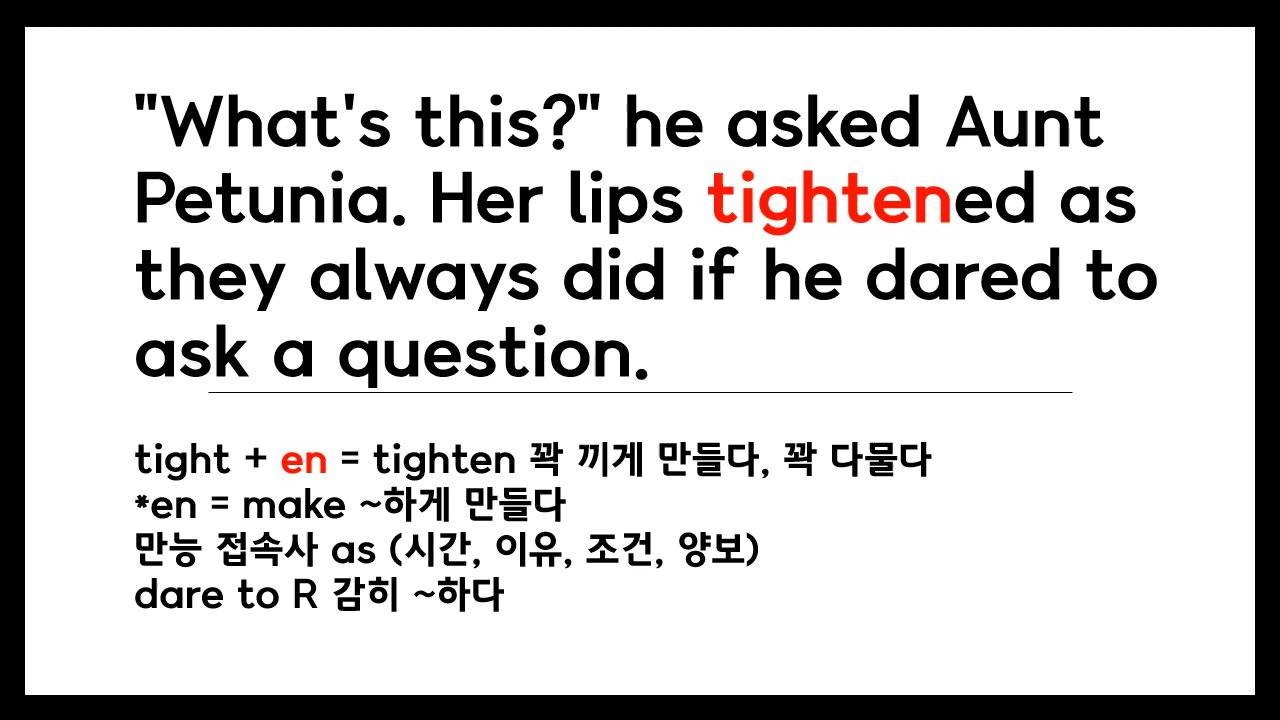 "What's this?" he asked Aunt
Petunia. Her lips tightened as
they always did if he dared to
ask a question.
tight + en = tighten 꽉 끼게 만들다, 꽉 다물다
*en = make ~하게 만들다
만능 접속사 as (시간, 이유, 조건, 양보)
dare to R 감히 ~하다